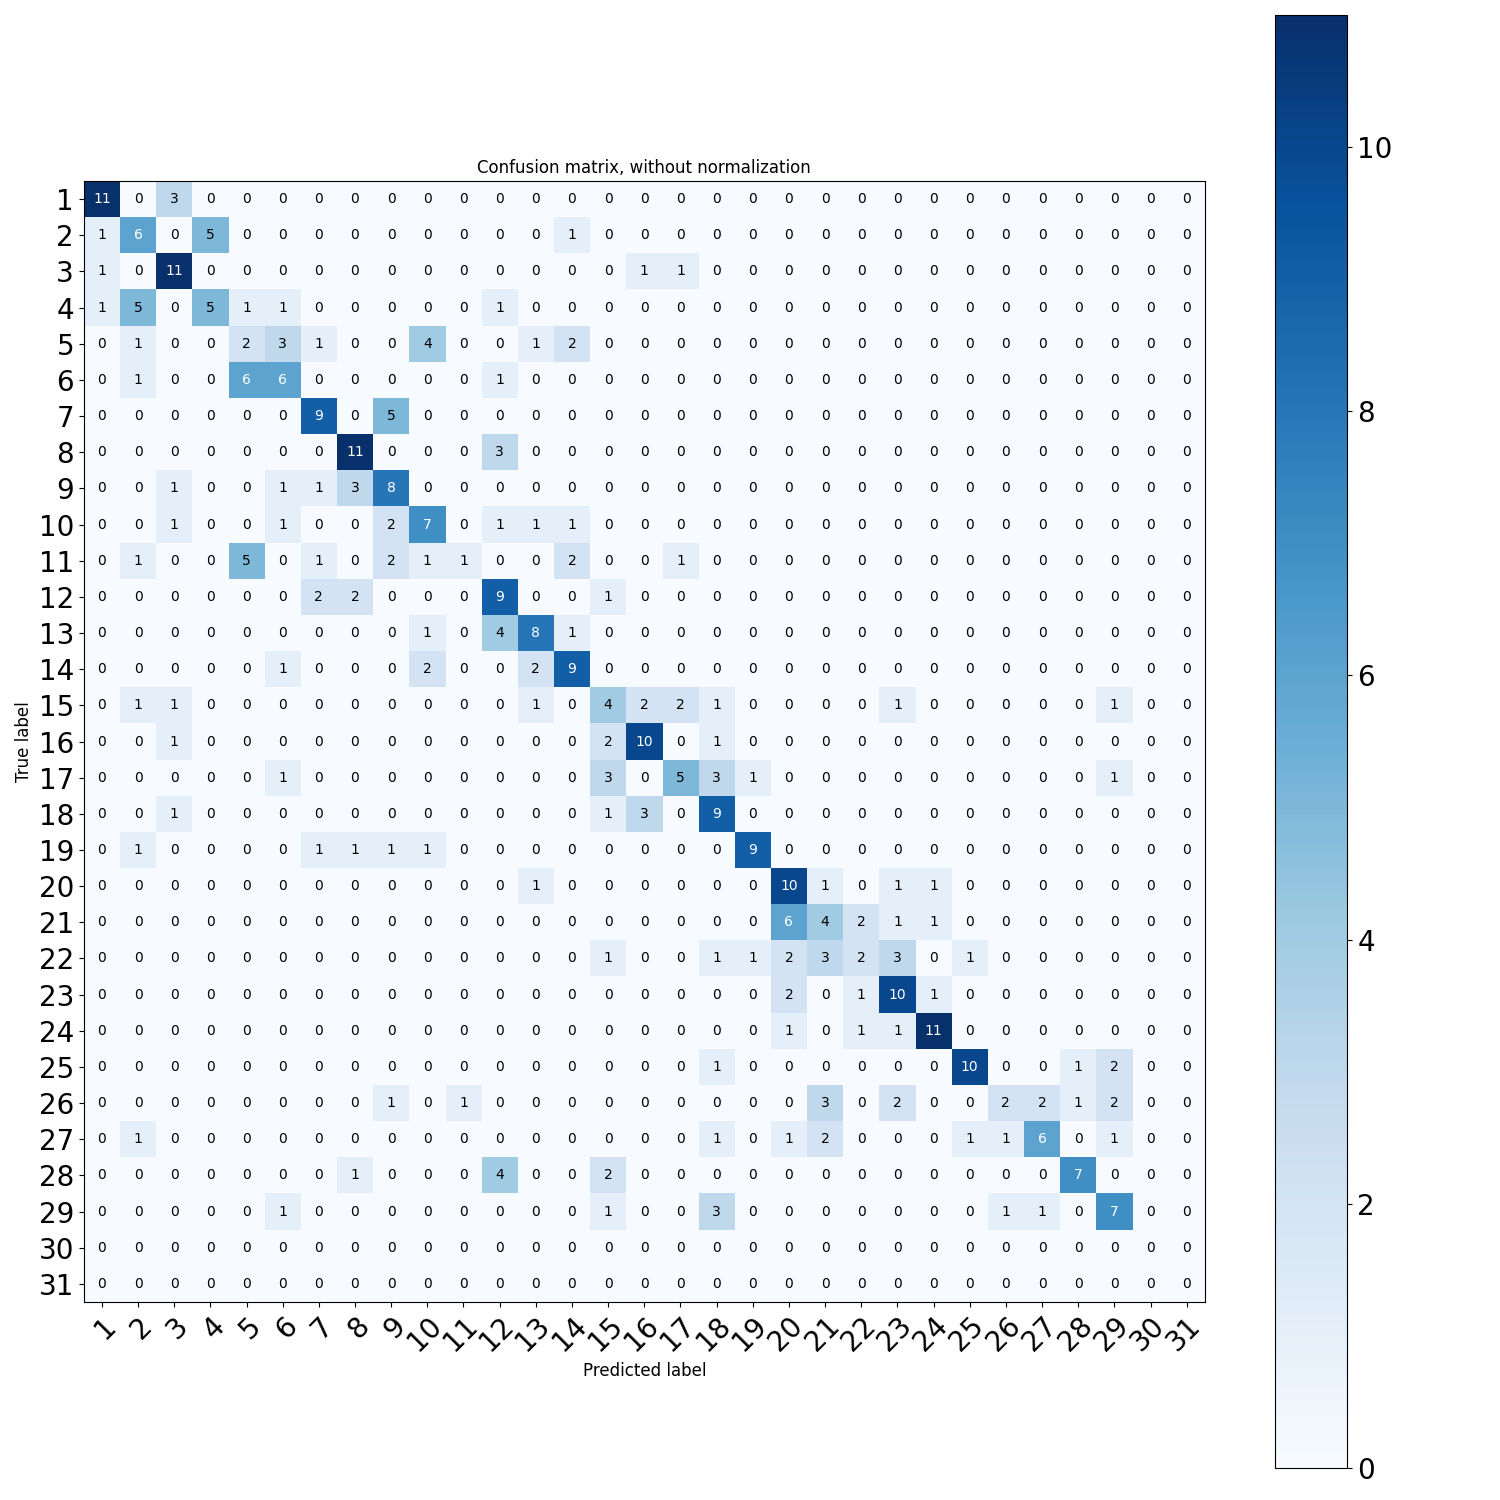 Confusion matrix, without normalization
1 11 0 3 0 0 0 0 0 0 0 0 0 0 0 0 0 0 0 0 0 0 0 0 0 0 0 0 0 0 0 0
2 1 6 0 5 0 0 0 0 0 0 0 0 0 1 0 0 0 0 0 0 0 0 0 0 0 0 0 0 0 0 0
3 1 0 11 0 0 0 0 0 0 0 0 0 0 0 0 1 1 0 0 0 0 0 0 0 0 0 0 0 0 0 0
4 1 5 0 5 1 1 0 0 0 0 0 1 0 0 0 0 0 0 0 0 0 0 0 0 0 0 0 0 0 0 0
5 0 1 0 0 2 3 1 0 0 4 0 0 1 2 0 0 0 0 0 0 0 0 0 0 0 0 0 0 0 0 0
6 0 1 0 0 6 6 0 0 0 0 0 1 0 0 0 0 0 0 0 0 0 0 0 0 0 0 0 0 0 0 0
7 0 0 0 0 0 0 9 0 5 0 0 0 0 0 0 0 0 0 0 0 0 0 0 0 0 0 0 0 0 0 0
8 0 0 0 0 0 0 0 11 0 0 0 3 0 0 0 0 0 0 0 0 0 0 0 0 0 0 0 0 0 0 0
9 0 0 1 0 0 1 1 3 8 0 0 0 0 0 0 0 0 0 0 0 0 0 0 0 0 0 0 0 0 0 0
10 0 0 1 0 0 1 0 0 2 7 0 1 1 1 0 0 0 0 0 0 0 0 0 0 0 0 0 0 0 0 0
11 0 1 0 0 5 0 1 0 2 1 1 0 0 2 0 0 1 0 0 0 0 0 0 0 0 0 0 0 0 0 0
12 0 0 0 0 0 0 2 2 0 0 0 9 0 0 1 0 0 0 0 0 0 0 0 0 0 0 0 0 0 0 0
13 0 0 0 0 0 0 0 0 0 1 0 4 8 1 0 0 0 0 0 0 0 0 0 0 0 0 0 0 0 0 0
14 0 0 0 0 0 1 0 0 0 2 0 0 2 9 0 0 0 0 0 0 0 0 0 0 0 0 0 0 0 0 0
15 0 1 1 0 0 0 0 0 0 0 0 0 1 0 4 2 2 1 0 0 0 0 1 0 0 0 0 0 1 0 0
16 0 0 1 0 0 0 0 0 0 0 0 0 0 0 2 10 0 1 0 0 0 0 0 0 0 0 0 0 0 0 0
17 0 0 0 0 0 1 0 0 0 0 0 0 0 0 3 0 5 3 1 0 0 0 0 0 0 0 0 0 1 0 0
18 0 0 1 0 0 0 0 0 0 0 0 0 0 0 1 3 0 9 0 0 0 0 0 0 0 0 0 0 0 0 0
19 0 1 0 0 0 0 1 1 1 1 0 0 0 0 0 0 0 0 9 0 0 0 0 0 0 0 0 0 0 0 0
20 0 0 0 0 0 0 0 0 0 0 0 0 1 0 0 0 0 0 0 10 1 0 1 1 0 0 0 0 0 0 0
21 0 0 0 0 0 0 0 0 0 0 0 0 0 0 0 0 0 0 0 6 4 2 1 1 0 0 0 0 0 0 0
22 0 0 0 0 0 0 0 0 0 0 0 0 0 0 1 0 0 1 1 2 3 2 3 0 1 0 0 0 0 0 0
23 0 0 0 0 0 0 0 0 0 0 0 0 0 0 0 0 0 0 0 2 0 1 10 1 0 0 0 0 0 0 0
24 0 0 0 0 0 0 0 0 0 0 0 0 0 0 0 0 0 0 0 1 0 1 1 11 0 0 0 0 0 0 0
25 0 0 0 0 0 0 0 0 0 0 0 0 0 0 0 0 0 1 0 0 0 0 0 0 10 0 0 1 2 0 0
26 0 0 0 0 0 0 0 0 1 0 1 0 0 0 0 0 0 0 0 0 3 0 2 0 0 2 2 1 2 0 0
27 0 1 0 0 0 0 0 0 0 0 0 0 0 0 0 0 0 1 0 1 2 0 0 0 1 1 6 0 1 0 0
28 0 0 0 0 0 0 0 1 0 0 0 4 0 0 2 0 0 0 0 0 0 0 0 0 0 0 0 7 0 0 0
29 0 0 0 0 0 1 0 0 0 0 0 0 0 0 1 0 0 3 0 0 0 0 0 0 0 1 1 0 7 0 0
30 0 0 0 0 0 0 0 0 0 0 0 0 0 0 0 0 0 0 0 0 0 0 0 0 0 0 0 0 0 0 0
31 0 0 0 0 0 0 0 0 0 0 0 0 0 0 0 0 0 0 0 0 0 0 0 0 0 0 0 0 0 0 0
1 2 3 4 5 6 7 8 9 10 11 12 13 14 15 16 17 18 19 20 21 22 23 24 25 26 27 28 29 30 31
True label
Predicted label
10
8
6
4
2
0